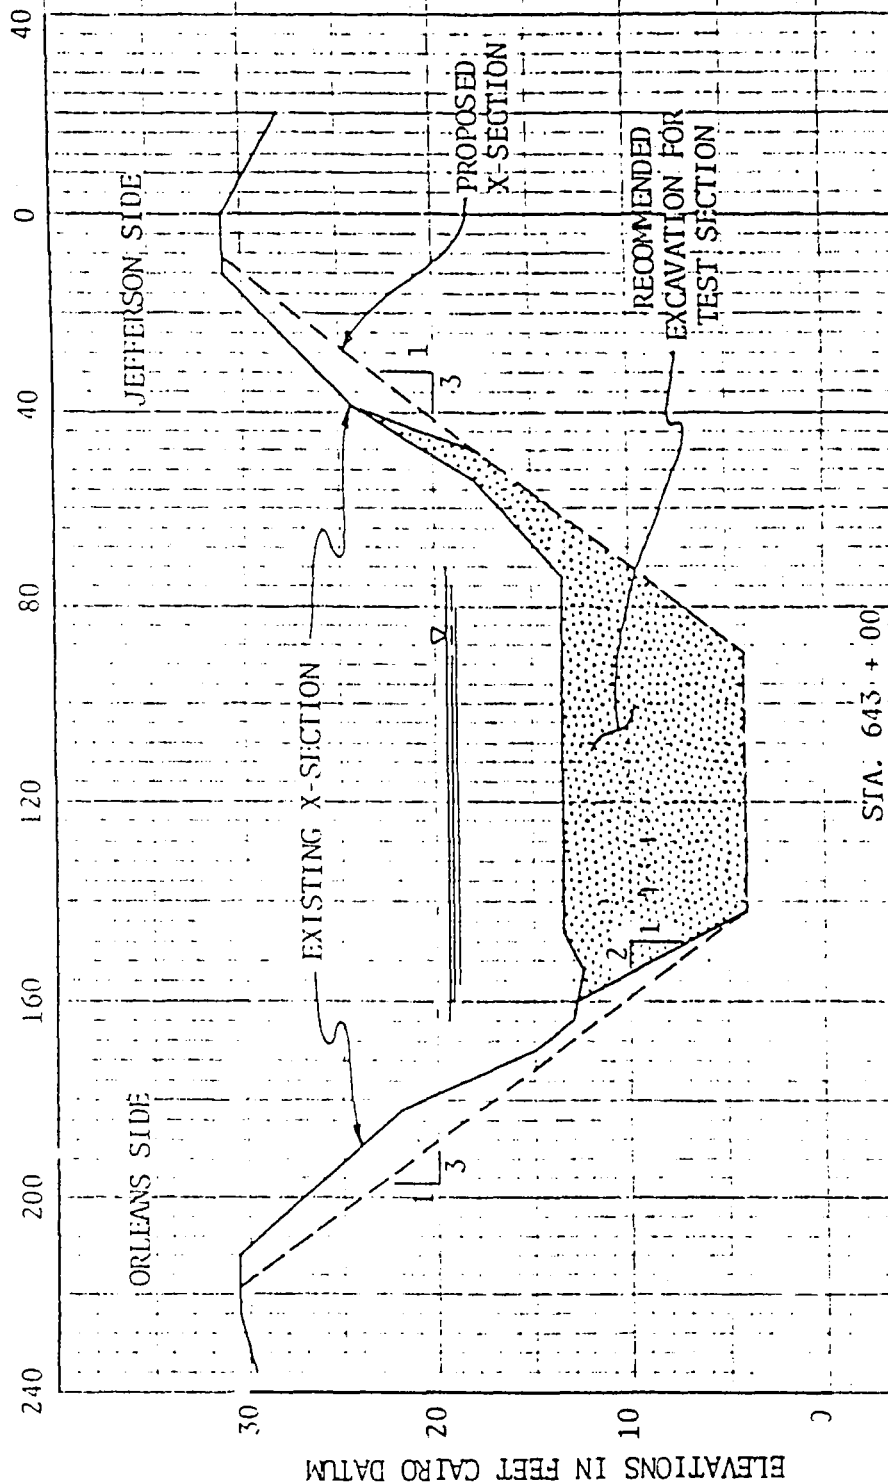 240
200
160
120
80
40
0
40
ORLEANS SIDE
JEFFERSON SIDE
EXISTING X-SECTION
PROPOSED
X-SECTION
RECOMMENDED
EXCAVATION FOR
TEST SECTION
1
3
2
1
1
3
30
20
10
0
ELEVATIONS IN FEET CAIRO DATUM
STA. 643 + 00